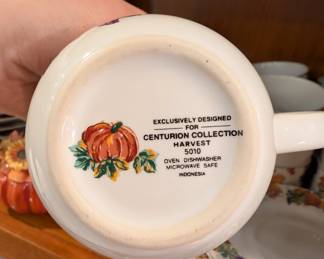 EXCLUSIVELY DESIGNED
FOR
CENTURION COLLECTION
HARVEST
5010
OVEN DISHWASHER
MICROWAVE SAFE
INDONESIA